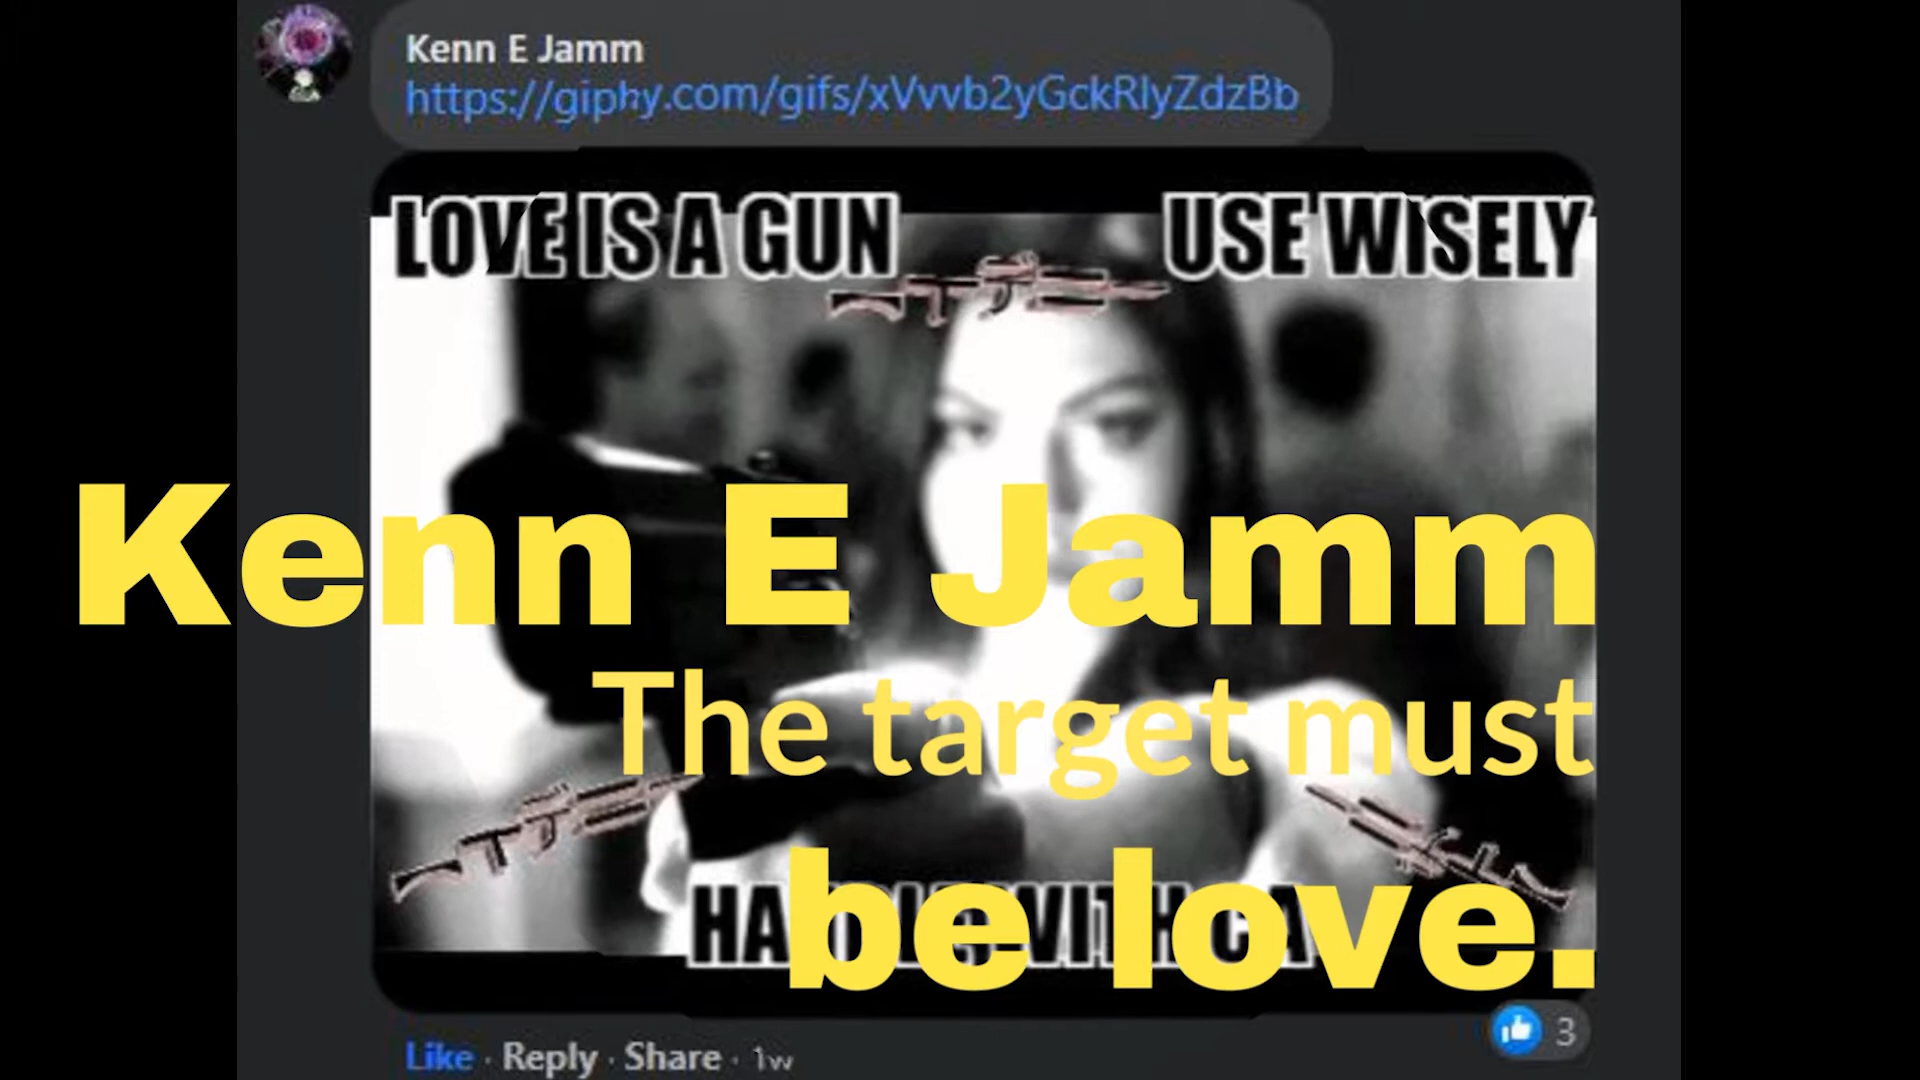 Kenn E Jamm
https://giphy.com/gifs/xVvvb2yGckRlyZdzBb
LOVE IS A GUN USE WISELY
Kenn E Jamm
The target must
be love.
WITH
3
Like · Reply · Share · 1w